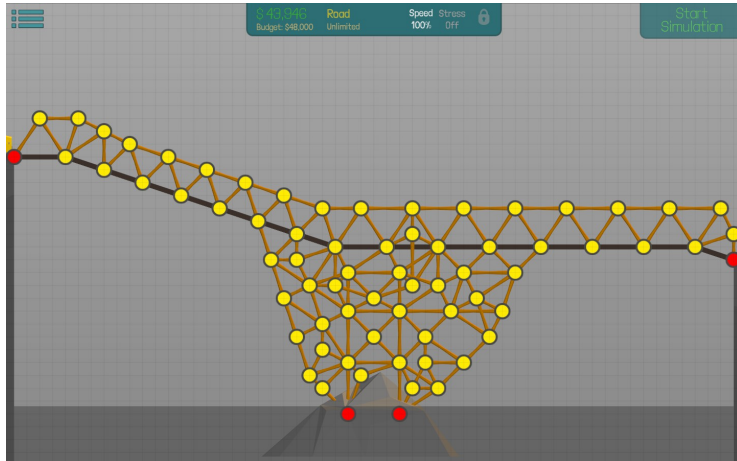 $ 43,946
Budget: $48,000
Road
Unlimited
Speed
100%
Stress
Off
Start
Simulation